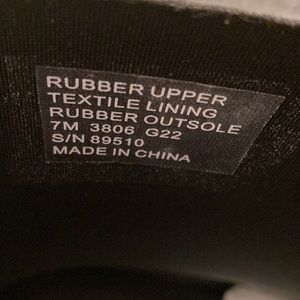 RUBBER UPPER
TEXTILE LINING
RUBBER OUTSOLE
7M 3806 G22
S/N 89510
MADE IN CHINA